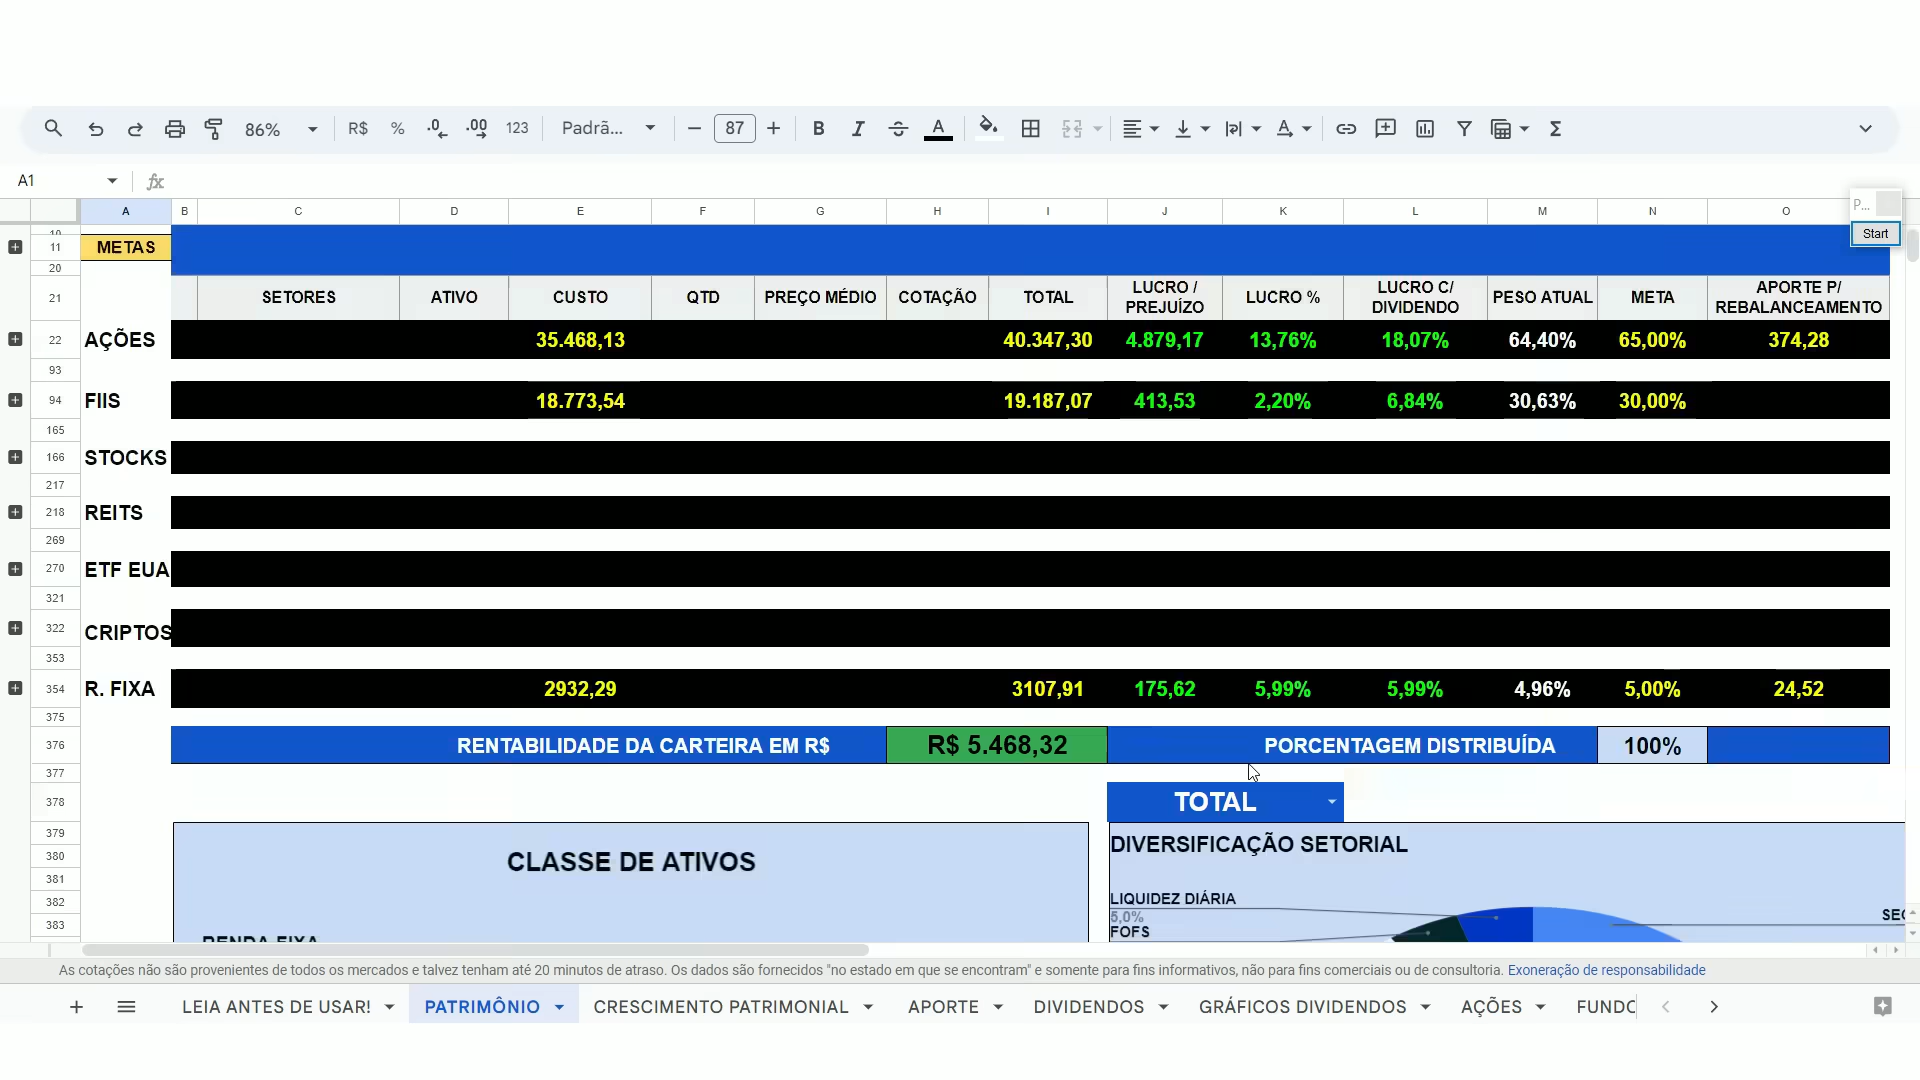 86% R$ % .0 .00 123 Padrã... 87
A1 fx
A B C D E F G H I J K L M N O
P...
Start
10
11 METAS
20
21 SETORES ATIVO CUSTO QTD PREÇO MÉDIO COTAÇÃO TOTAL LUCRO / PREJUÍZO LUCRO % LUCRO C/ DIVIDENDO PESO ATUAL META APORTE P/ REBALANCEAMENTO
22 AÇÕES 35.468,13 40.347,30 4.879,17 13,76% 18,07% 64,40% 65,00% 374,28
93
94 FIIS 18.773,54 19.187,07 413,53 2,20% 6,84% 30,63% 30,00%
165
166 STOCKS
217
218 REITS
269
270 ETF EUA
321
322 CRIPTOS
353
354 R. FIXA 2932,29 3107,91 175,62 5,99% 5,99% 4,96% 5,00% 24,52
375
376 RENTABILIDADE DA CARTEIRA EM R$ R$ 5.468,32 PORCENTAGEM DISTRIBUÍDA 100%
377
378 TOTAL
379
380 CLASSE DE ATIVOS DIVERSIFICAÇÃO SETORIAL
381
382 LIQUIDEZ DIÁRIA
5,0%
383 FOFS
RENDA FIXA
As cotações não são provenientes de todos os mercados e talvez tenham até 20 minutos de atraso. Os dados são fornecidos "no estado em que se encontram" e somente para fins informativos, não para fins comerciais ou de consultoria. Exoneração de responsabilidade
LEIA ANTES DE USAR! PATRIMÔNIO CRESCIMENTO PATRIMONIAL APORTE DIVIDENDOS GRÁFICOS DIVIDENDOS AÇÕES FUNDO